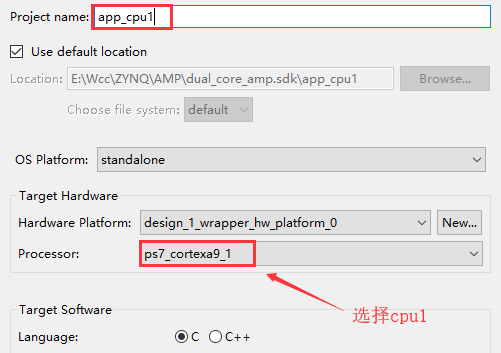 Project name: app_cpu1
Use default location
Location: E:\Wcc\ZYNQ\AMP\dual_core_amp.sdk\app_cpu1 Browse...
Choose file system: default
OS Platform: standalone
Target Hardware
Hardware Platform: design_1_wrapper_hw_platform_0 New...
Processor: ps7_cortexa9_1
选择cpu1
Target Software
Language: C C++